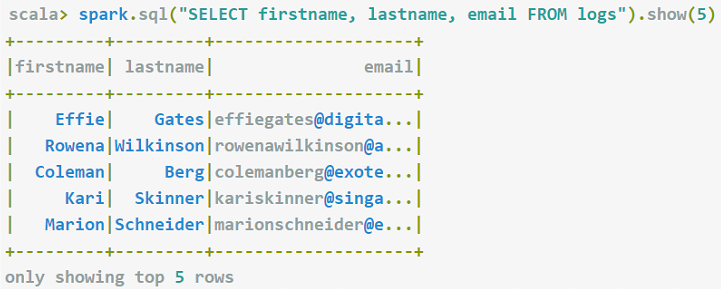 scala> spark.sql("SELECT firstname, lastname, email FROM logs").show(5)
+---------+---------+--------------------+
|firstname| lastname|               email|
+---------+---------+--------------------+
|    Effie|    Gates|effiegates@digita...|
|   Rowena|Wilkinson|rowenawilkinson@a...|
|  Coleman|     Berg|colemanberg@exote...|
|     Kari|  Skinner|kariskinner@singa...|
|   Marion|Schneider|marionschneider@e...|
+---------+---------+--------------------+
only showing top 5 rows